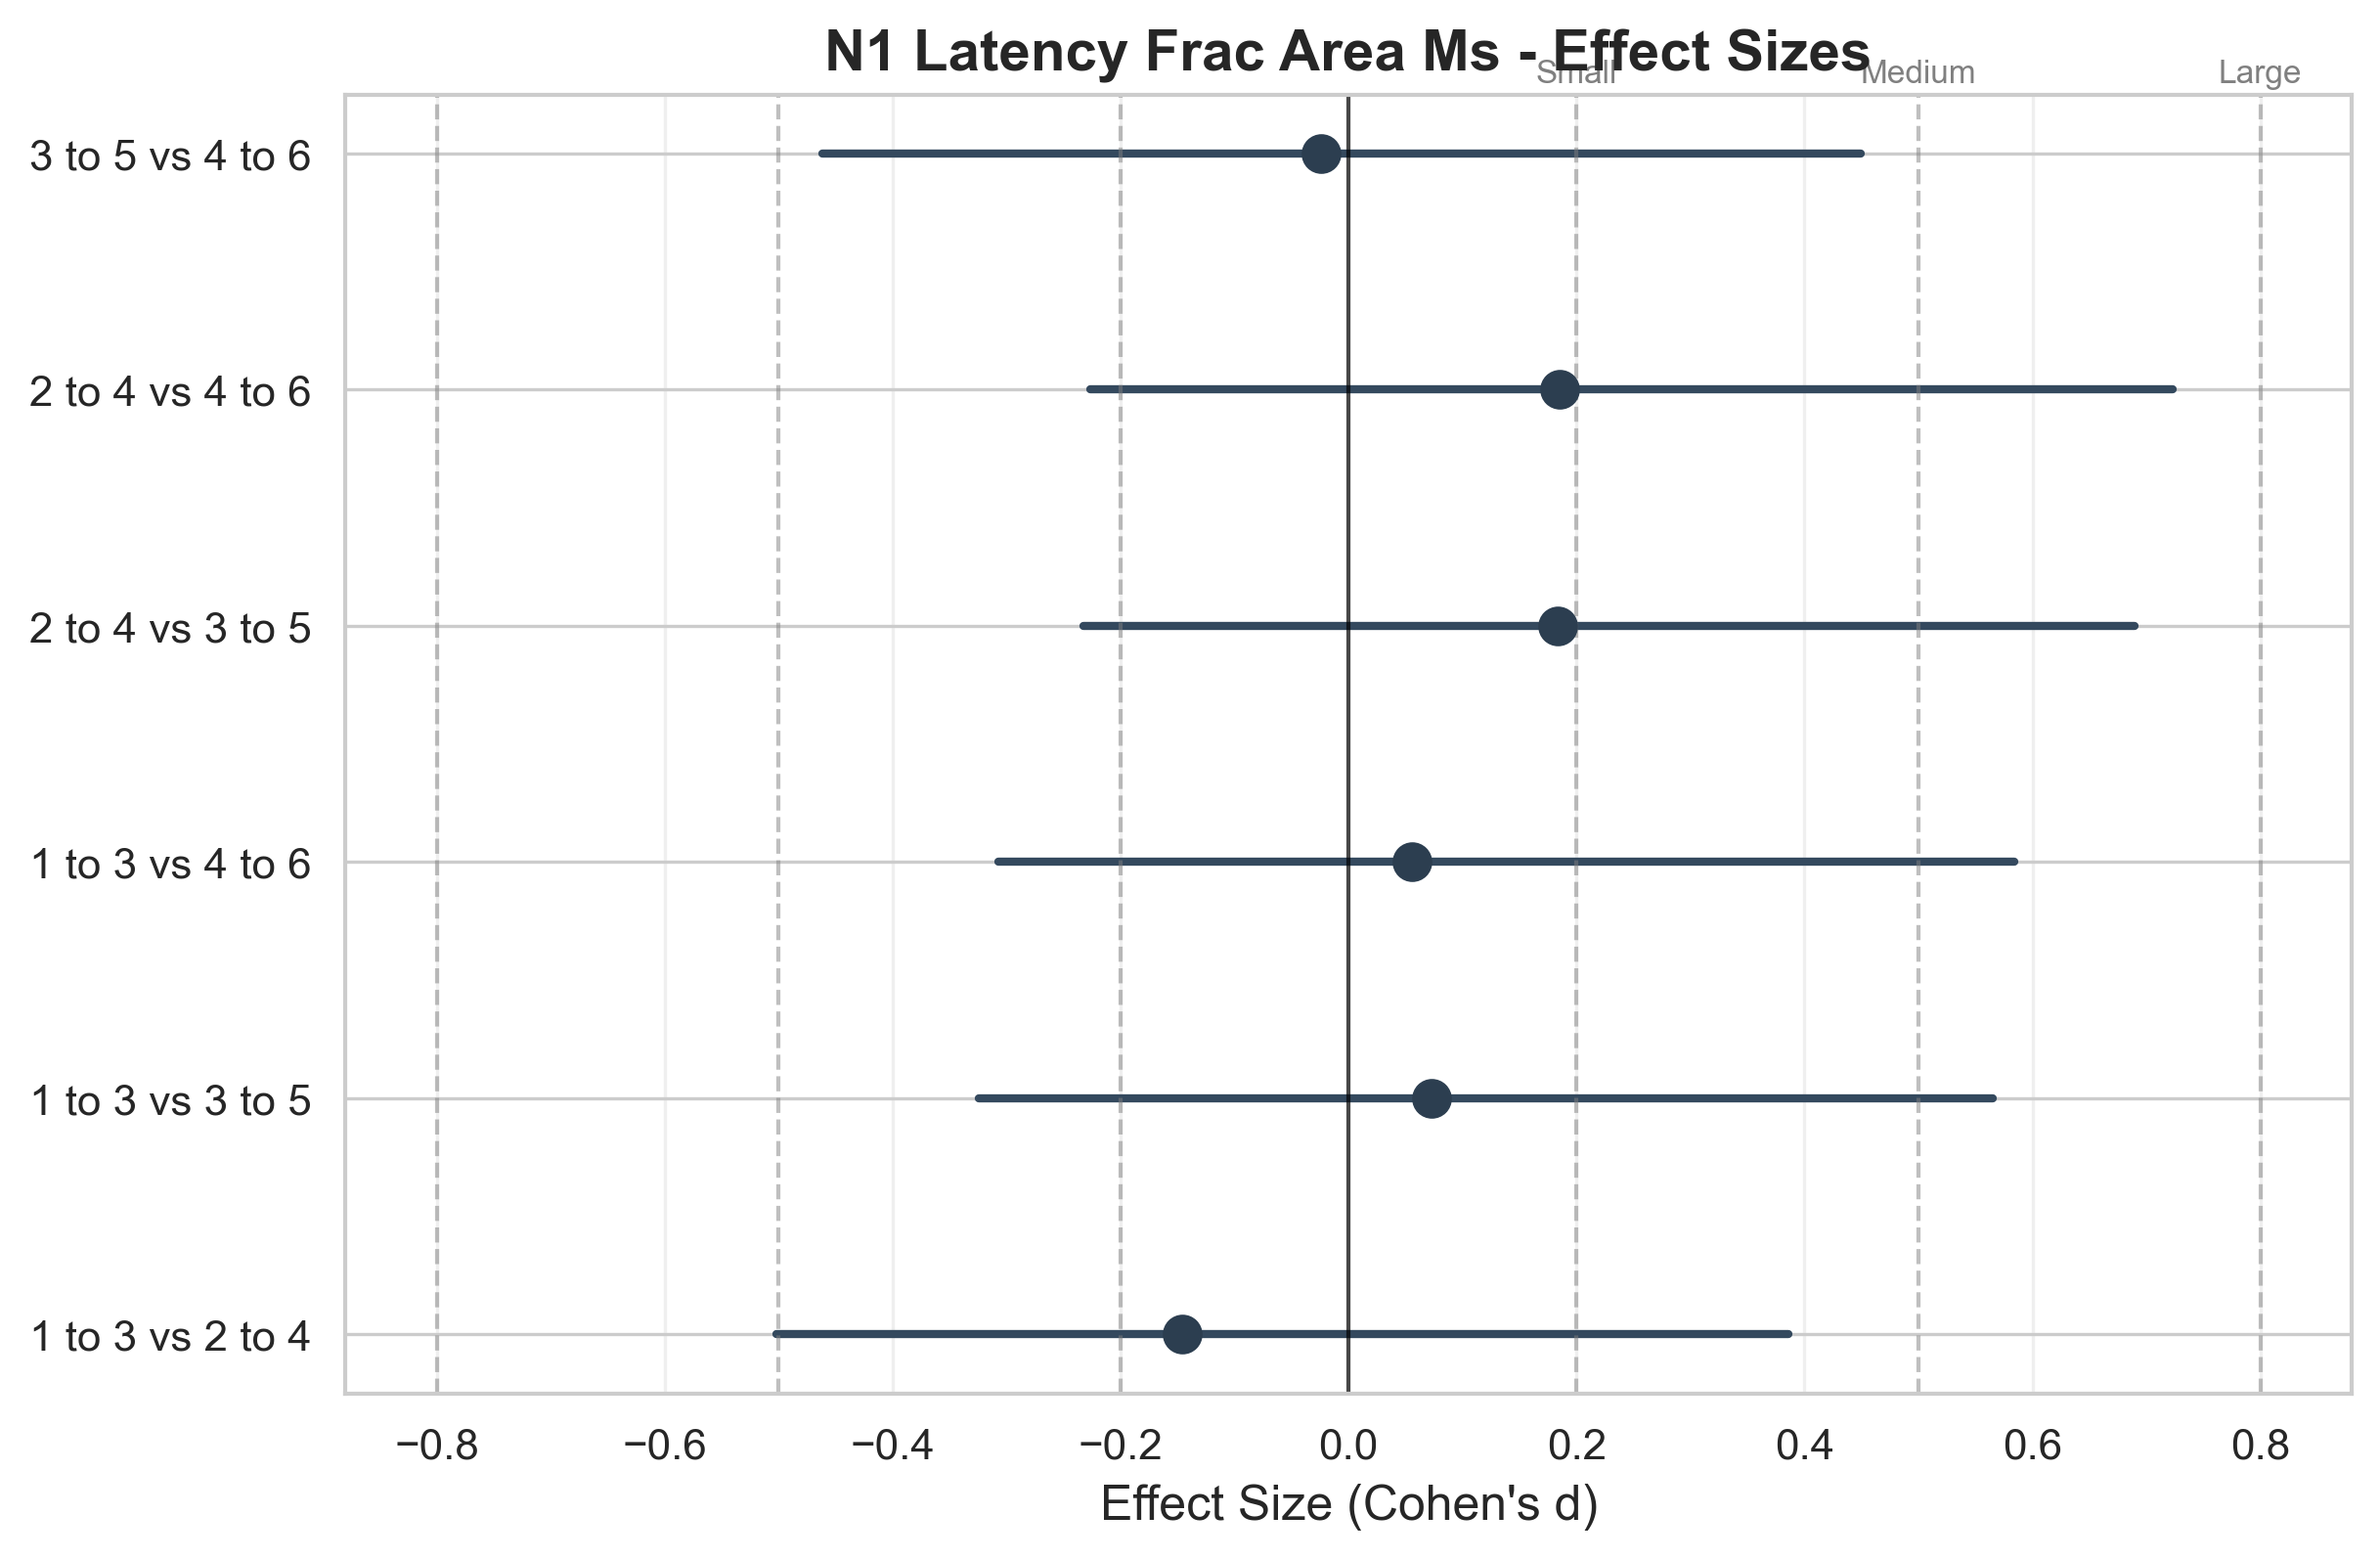 N1 Latency Frac Area Ms - Effect Sizes
Small Medium Large
3 to 5 vs 4 to 6
2 to 4 vs 4 to 6
2 to 4 vs 3 to 5
1 to 3 vs 4 to 6
1 to 3 vs 3 to 5
1 to 3 vs 2 to 4
−0.8 −0.6 −0.4 −0.2 0.0 0.2 0.4 0.6 0.8
Effect Size (Cohen's d)